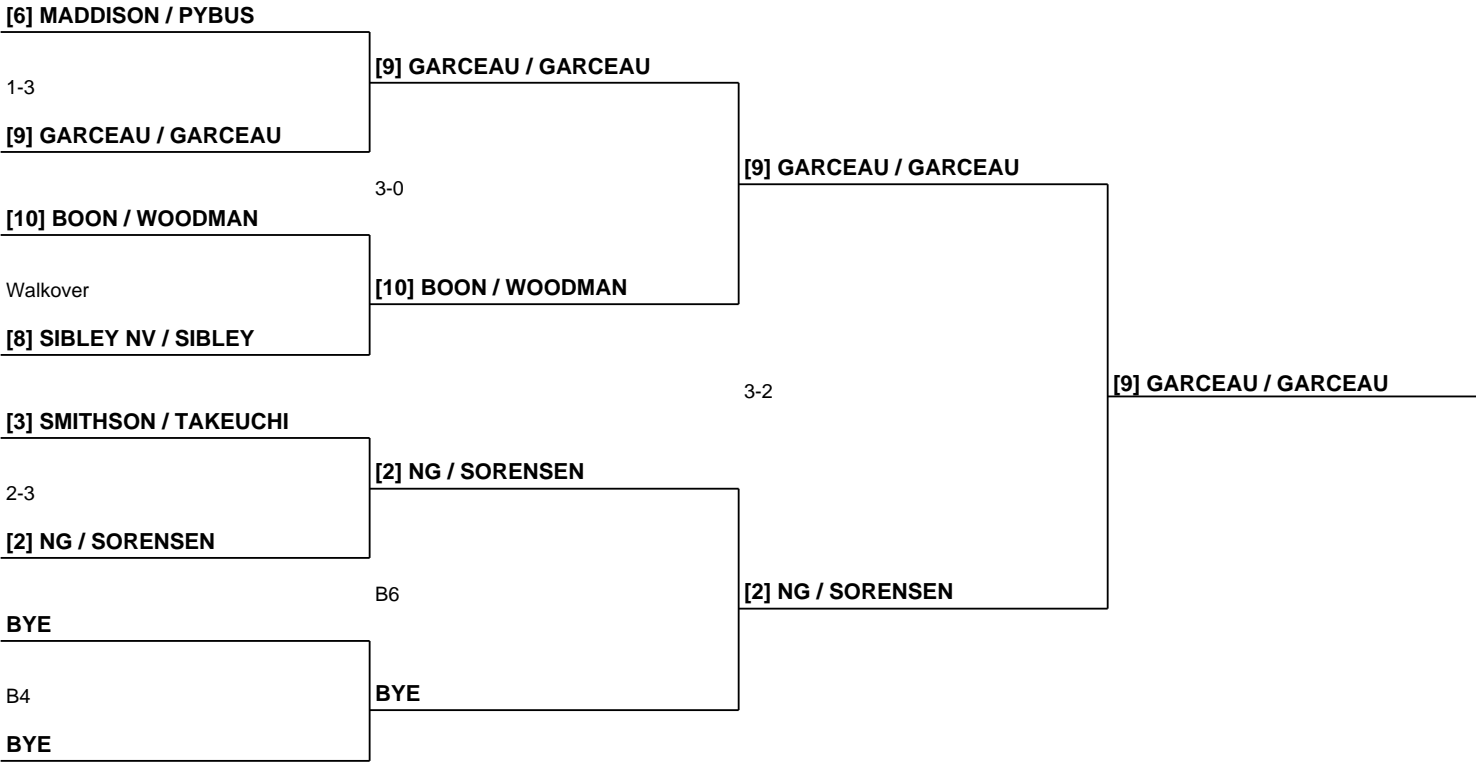 [6] MADDISON / PYBUS
1-3
[9] GARCEAU / GARCEAU
[10] BOON / WOODMAN
Walkover
[8] SIBLEY NV / SIBLEY
[3] SMITHSON / TAKEUCHI
2-3
[2] NG / SORENSEN
BYE
B4
BYE
[9] GARCEAU / GARCEAU
3-0
[10] BOON / WOODMAN
[2] NG / SORENSEN
B6
BYE
[9] GARCEAU / GARCEAU
3-2
[2] NG / SORENSEN
[9] GARCEAU / GARCEAU